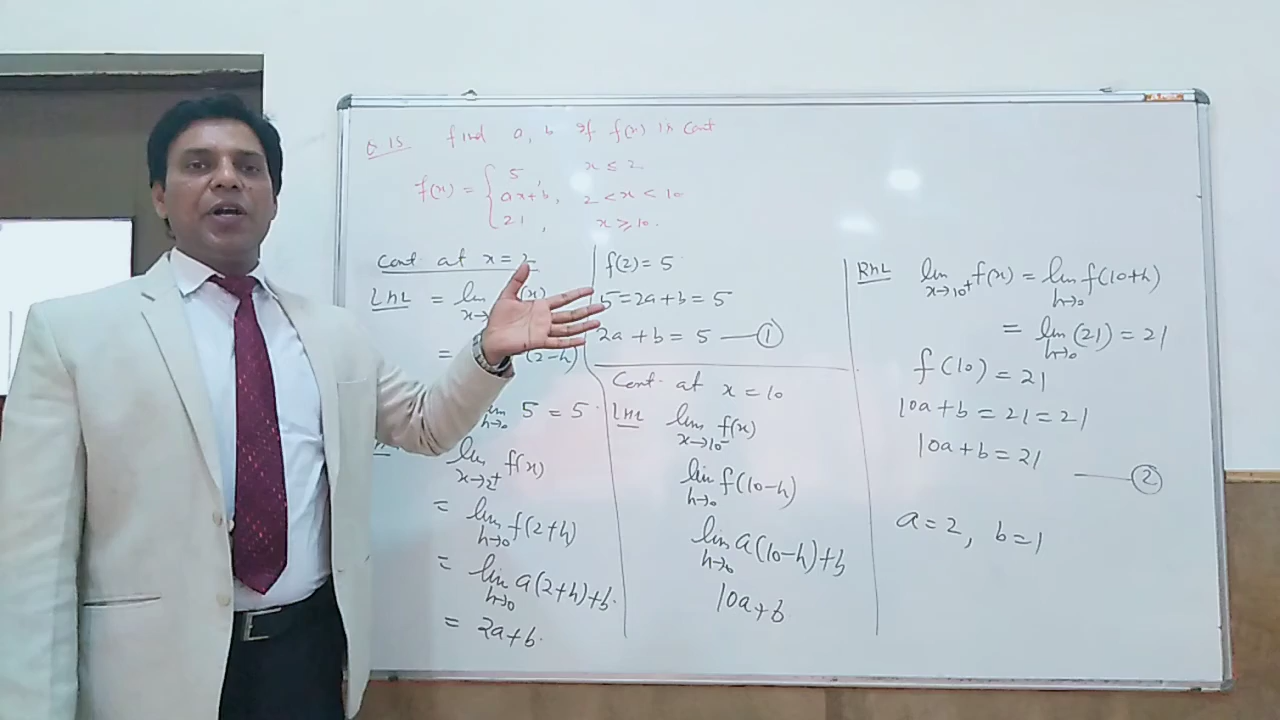 Q.15 find a, b if f(x) is cont
f(x) = { 5, x ≤ 2
ax+b, 2 < x < 10
21, x ≥ 10.
Cont at x = 2
LHL = lim (x)
= (2-h)
lim h→0 5 = 5.
lim x→2+ f(x)
= lim h→0 f(2+h)
= lim h→0 a(2+h)+b.
= 2a+b.
f(2) = 5
5 = 2a+b = 5
2a+b = 5 —— ①
Cont. at x = 10
LHL lim x→10- f(x)
lim h→0 f(10-h)
lim h→0 a(10-h)+b
10a+b
RHL lim x→10+ f(x) = lim h→0 f(10+h)
= lim h→0 (21) = 21
f(10) = 21
10a+b = 21 = 21
10a+b = 21
—— ②
a = 2, b = 1